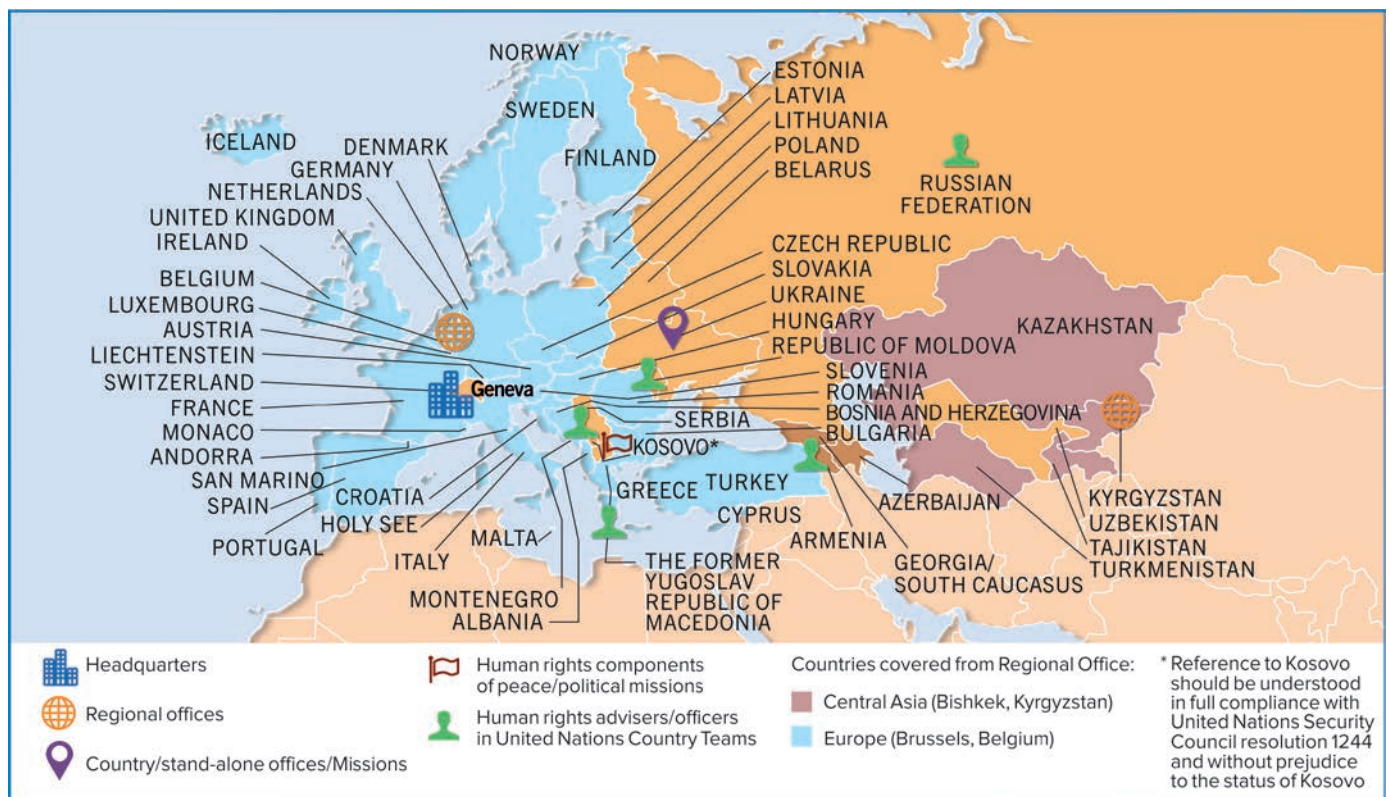 NORWAY
SWEDEN
FINLAND
ICELAND
DENMARK
GERMANY
NETHERLANDS
UNITED KINGDOM
IRELAND
BELGIUM
LUXEMBOURG
AUSTRIA
LIECHTENSTEIN
SWITZERLAND
FRANCE
MONACO
ANDORRA
SAN MARINO
SPAIN
PORTUGAL
CROATIA
HOLY SEE
ITALY
MALTA
MONTENEGRO
ALBANIA
Geneva
ESTONIA
LATVIA
LITHUANIA
POLAND
BELARUS
CZECH REPUBLIC
SLOVAKIA
UKRAINE
HUNGARY
REPUBLIC OF MOLDOVA
SLOVENIA
ROMANIA
BOSNIA AND HERZEGOVINA
BULGARIA
SERBIA
KOSOVO*
GREECE
TURKEY
CYPRUS
THE FORMER
YUGOSLAV
REPUBLIC OF
MACEDONIA
ARMENIA
AZERBAIJAN
GEORGIA/
SOUTH CAUCASUS
RUSSIAN
FEDERATION
KAZAKHSTAN
KYRGYZSTAN
UZBEKISTAN
TAJIKISTAN
TURKMENISTAN
Headquarters
Regional offices
Country/stand-alone offices/Missions
Human rights components
of peace/political missions
Human rights advisers/officers
in United Nations Country Teams
Countries covered from Regional Office:
Central Asia (Bishkek, Kyrgyzstan)
Europe (Brussels, Belgium)
* Reference to Kosovo
should be understood
in full compliance with
United Nations Security
Council resolution 1244
and without prejudice
to the status of Kosovo